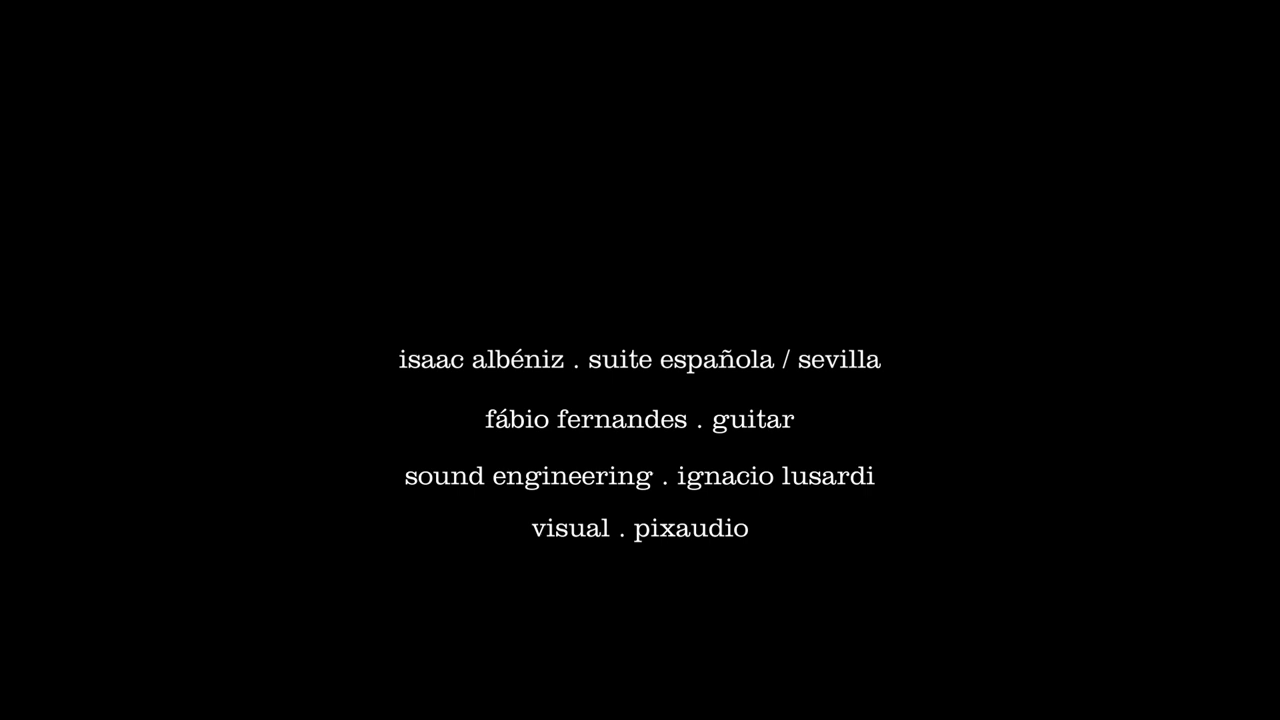 isaac albéniz . suite española / sevilla
fábio fernandes . guitar
sound engineering . ignacio lusardi
visual . pixaudio